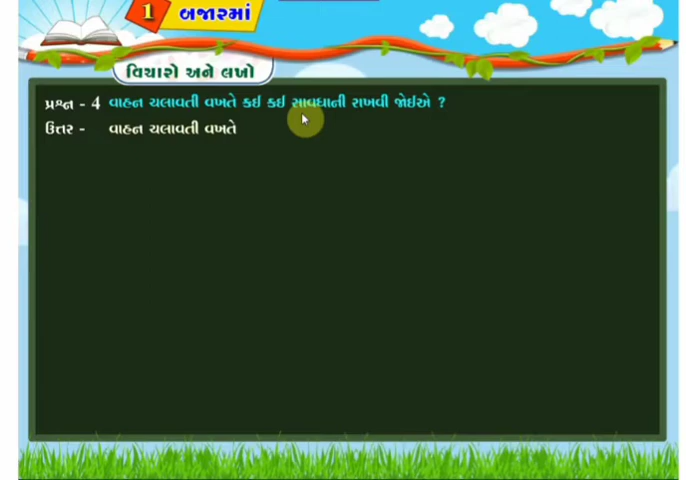 1 બજારમાં
વિચારો અને લખો
પ્રશ્ન - 4 વાહન ચલાવતી વખતે કઈ કઈ સાવધાની રાખવી જોઈએ ?
ઉત્તર - વાહન ચલાવતી વખતે